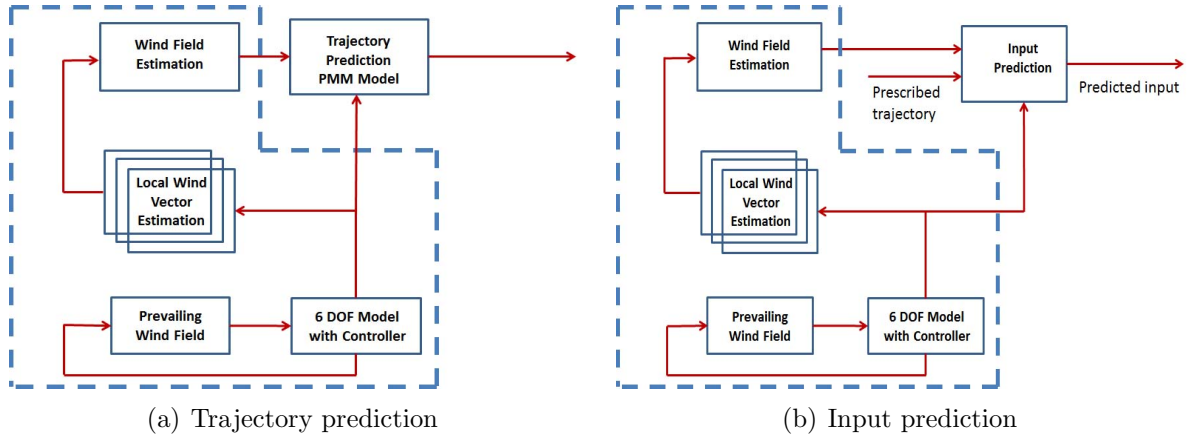 Wind Field
Estimation
Trajectory
Prediction
PMM Model
Local Wind
Vector
Estimation
Prevailing
Wind Field
6 DOF Model
with Controller
(a) Trajectory prediction
Wind Field
Estimation
Input
Prediction
Prescribed
trajectory
Predicted input
Local Wind
Vector
Estimation
Prevailing
Wind Field
6 DOF Model
with Controller
(b) Input prediction